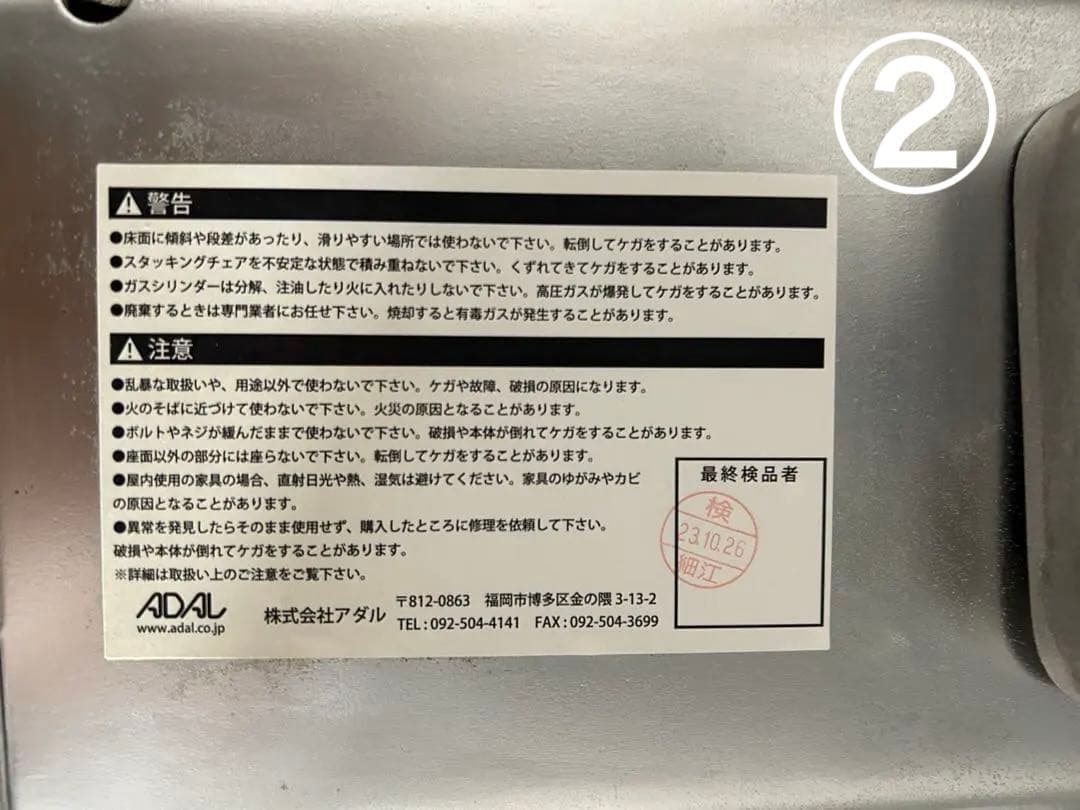 ②
⚠警告
●床面に傾斜や段差があったり、滑りやすい場所では使わないで下さい。転倒してケガをすることがあります。
●スタッキングチェアを不安定な状態で積み重ねないで下さい。くずれてきてケガをすることがあります。
●ガスシリンダーは分解、注油したり火に入れたりしないで下さい。高圧ガスが爆発してケガをすることがあります。
●廃棄するときは専門業者にお任せ下さい。焼却すると有毒ガスが発生することがあります。
⚠注意
●乱暴な取扱いや、用途以外で使わないで下さい。ケガや故障、破損の原因になります。
●火のそばに近づけて使わないで下さい。火災の原因となることがあります。
●ボルトやネジが緩んだままで使わないで下さい。破損や本体が倒れてケガをすることがあります。
●座面以外の部分には座らないで下さい。転倒してケガをすることがあります。
●屋内使用の家具の場合、直射日光や熱、湿気は避けてください。家具のゆがみやカビ
の原因となることがあります。
●異常を発見したらそのまま使用せず、購入したところに修理を依頼して下さい。
破損や本体が倒れてケガをすることがあります。
※詳細は取扱い上のご注意をご覧下さい。
最終検品者
検
23.10.26
細江
ADAL
www.adal.co.jp
株式会社アダル
〒812-0863 福岡市博多区金の隈3-13-2
TEL:092-504-4141 FAX:092-504-3699